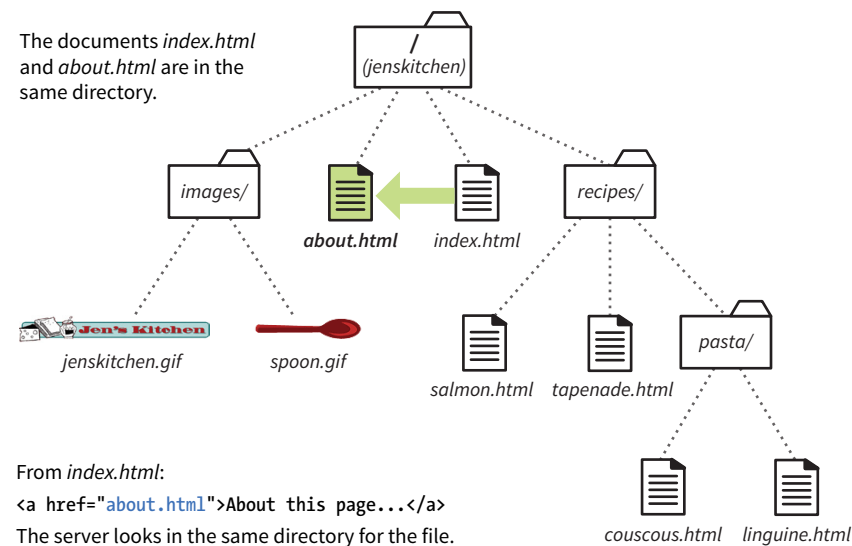 The documents index.html
and about.html are in the
same directory.
/
(jenskitchen)
images/
about.html
index.html
recipes/
Jen's Kitchen
jenskitchen.gif
spoon.gif
salmon.html
tapenade.html
pasta/
couscous.html
linguine.html
From index.html:
<a href="about.html">About this page...</a>
The server looks in the same directory for the file.